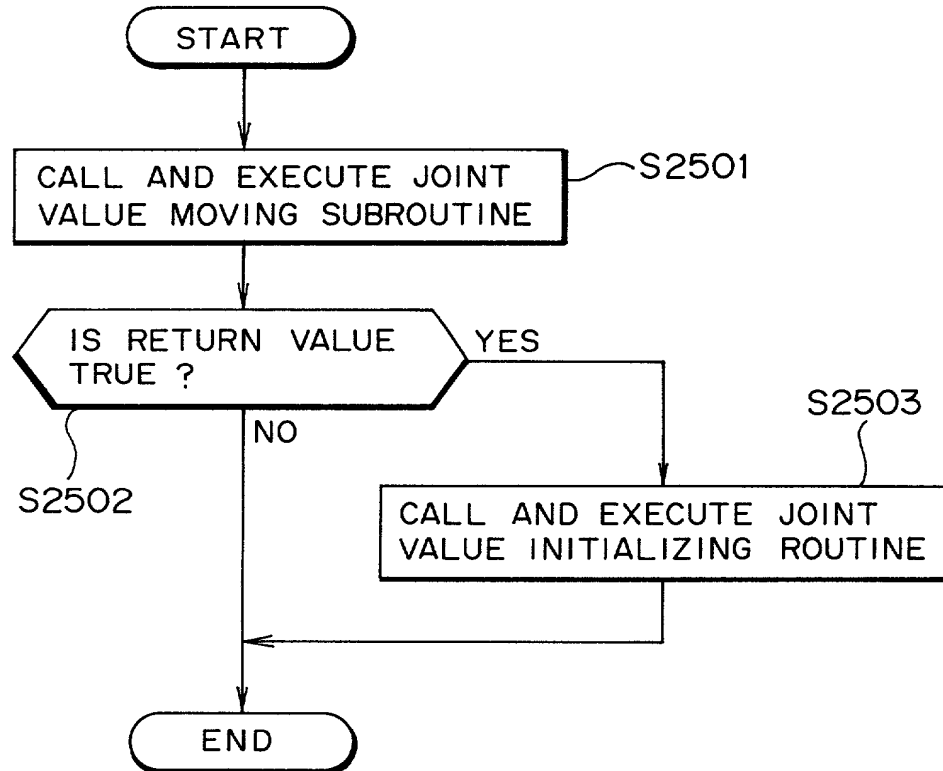 START
CALL AND EXECUTE JOINT
VALUE MOVING SUBROUTINE
S2501
IS RETURN VALUE
TRUE ?
YES
NO
S2502
S2503
CALL AND EXECUTE JOINT
VALUE INITIALIZING ROUTINE
END